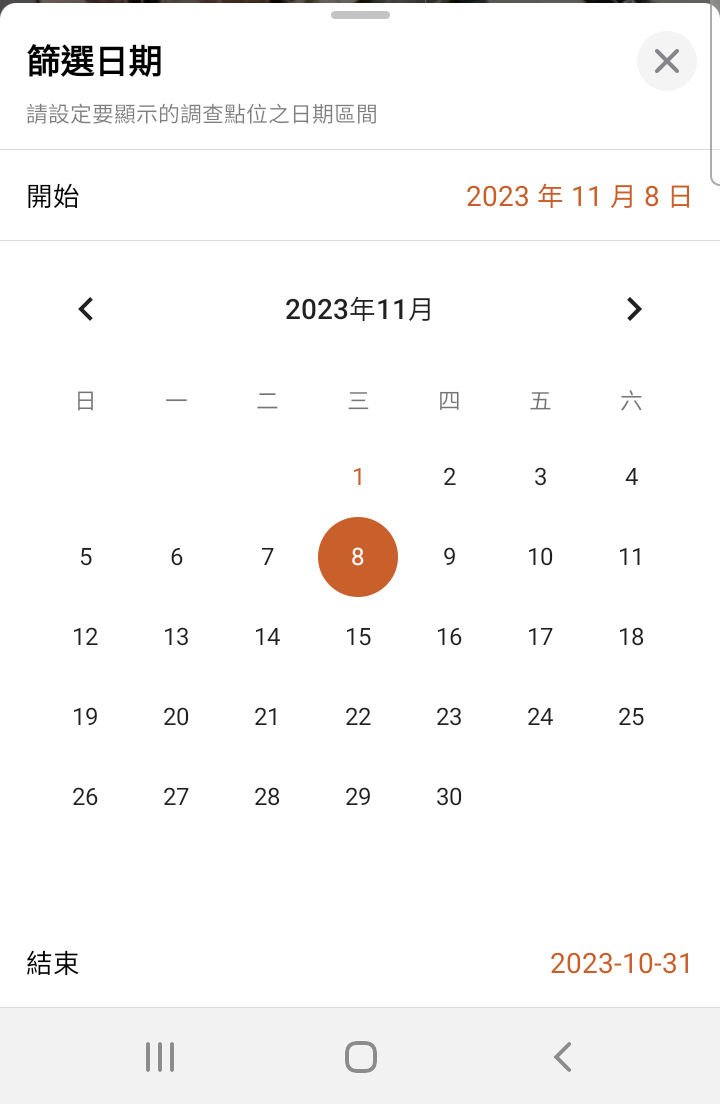 篩選日期
請設定要顯示的調查點位之日期區間
開始 2023 年 11 月 8 日
2023年11月
日 一 二 三 四 五 六
1 2 3 4
5 6 7 8 9 10 11
12 13 14 15 16 17 18
19 20 21 22 23 24 25
26 27 28 29 30
結束 2023-10-31